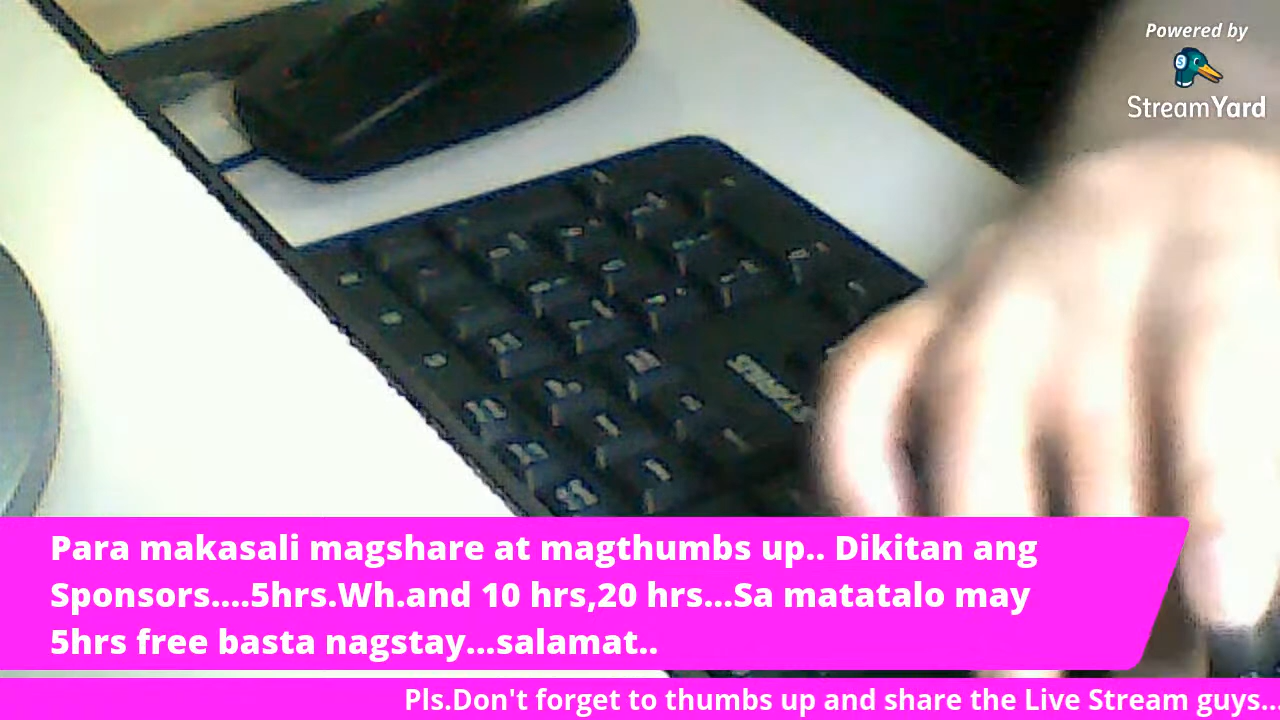 Powered by
StreamYard
Para makasali magshare at magthumbs up.. Dikitan ang
Sponsors....5hrs.Wh.and 10 hrs,20 hrs...Sa matatalo may
5hrs free basta nagstay...salamat..
Pls.Don't forget to thumbs up and share the Live Stream guys...